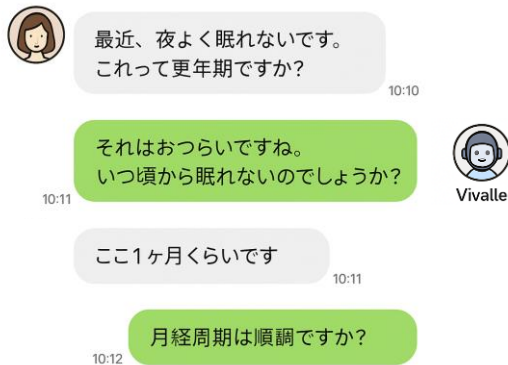 最近、夜よく眠れないです。
これって更年期ですか？
10:10
それはおつらいですね。
いつ頃から眠れないのでしょうか？
10:11
Vivalle
ここ1ヶ月くらいです
10:11
月経周期は順調ですか？
10:12